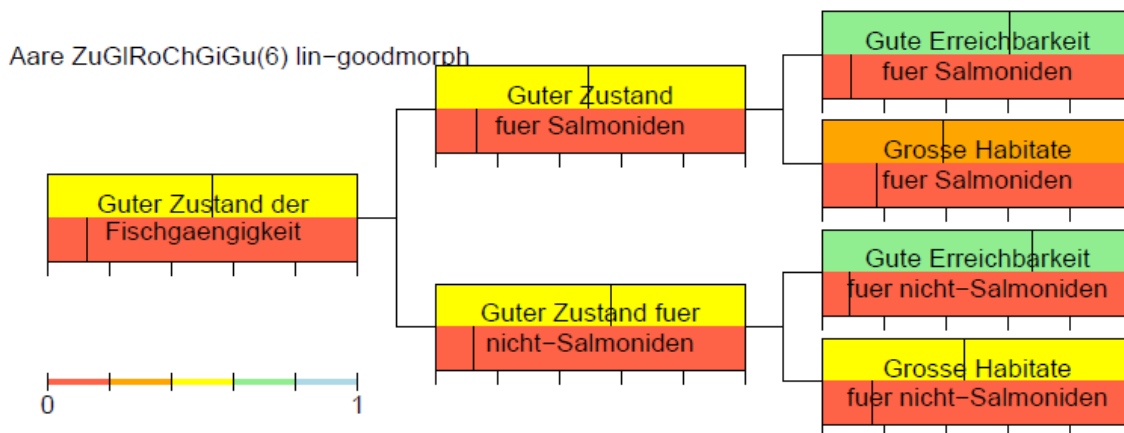 Aare ZuGlRoChGiGu(6) lin−goodmorph
Guter Zustand der
Fischgaengigkeit
Guter Zustand
fuer Salmoniden
Guter Zustand fuer
nicht−Salmoniden
Gute Erreichbarkeit
fuer Salmoniden
Grosse Habitate
fuer Salmoniden
Gute Erreichbarkeit
fuer nicht−Salmoniden
Grosse Habitate
fuer nicht−Salmoniden
0
1